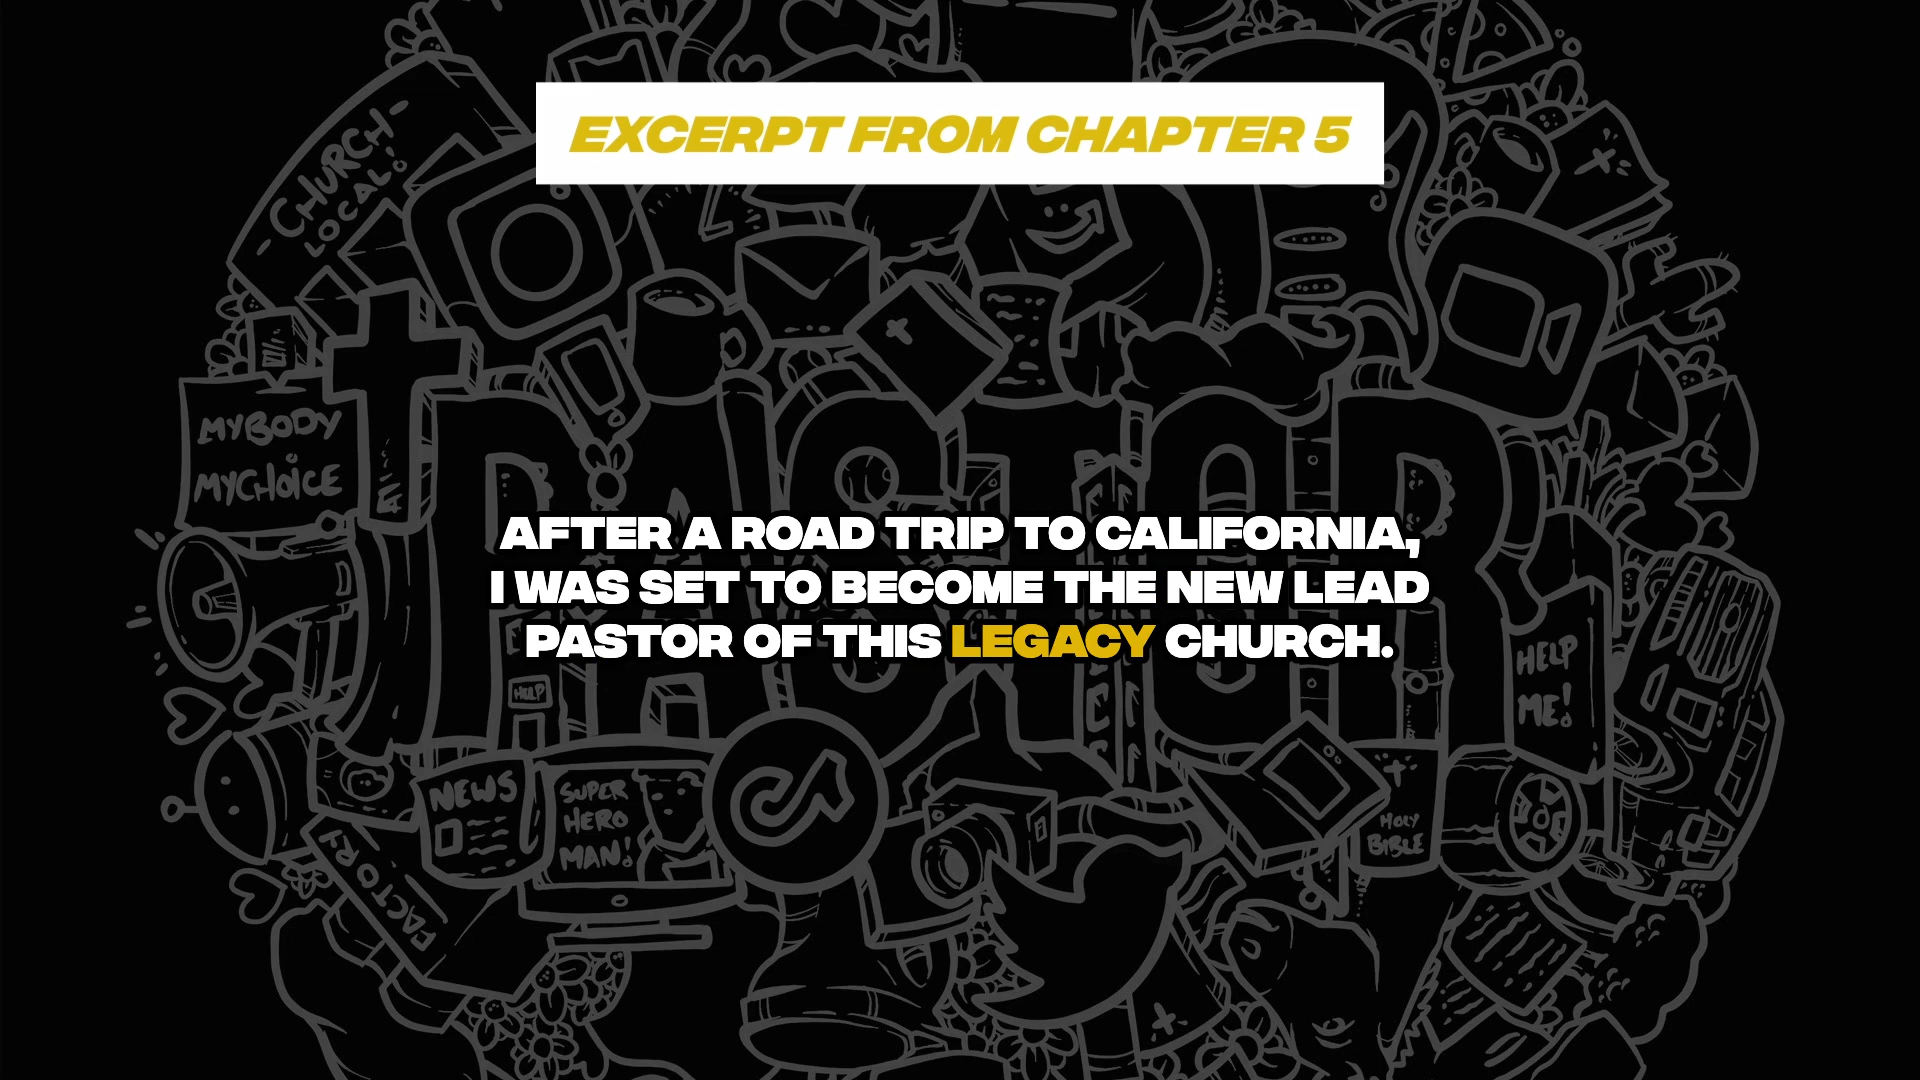 EXCERPT FROM CHAPTER 5
-CHURCH-
LOCAL!
MY BODY
MY CHOICE
AFTER A ROAD TRIP TO CALIFORNIA,
I WAS SET TO BECOME THE NEW LEAD
PASTOR OF THIS LEGACY CHURCH.
PASTOR
HELP
ME!
HELP
NEWS
SUPER
HERO
MAN!
HOLY
BIBLE
FACTORY